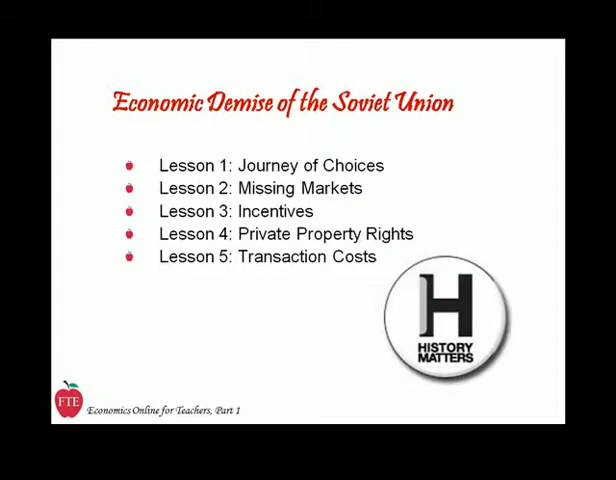 Economic Demise of the Soviet Union
Lesson 1: Journey of Choices
Lesson 2: Missing Markets
Lesson 3: Incentives
Lesson 4: Private Property Rights
Lesson 5: Transaction Costs
H
HISTORY
MATTERS
FTE
Economics Online for Teachers, Part 1